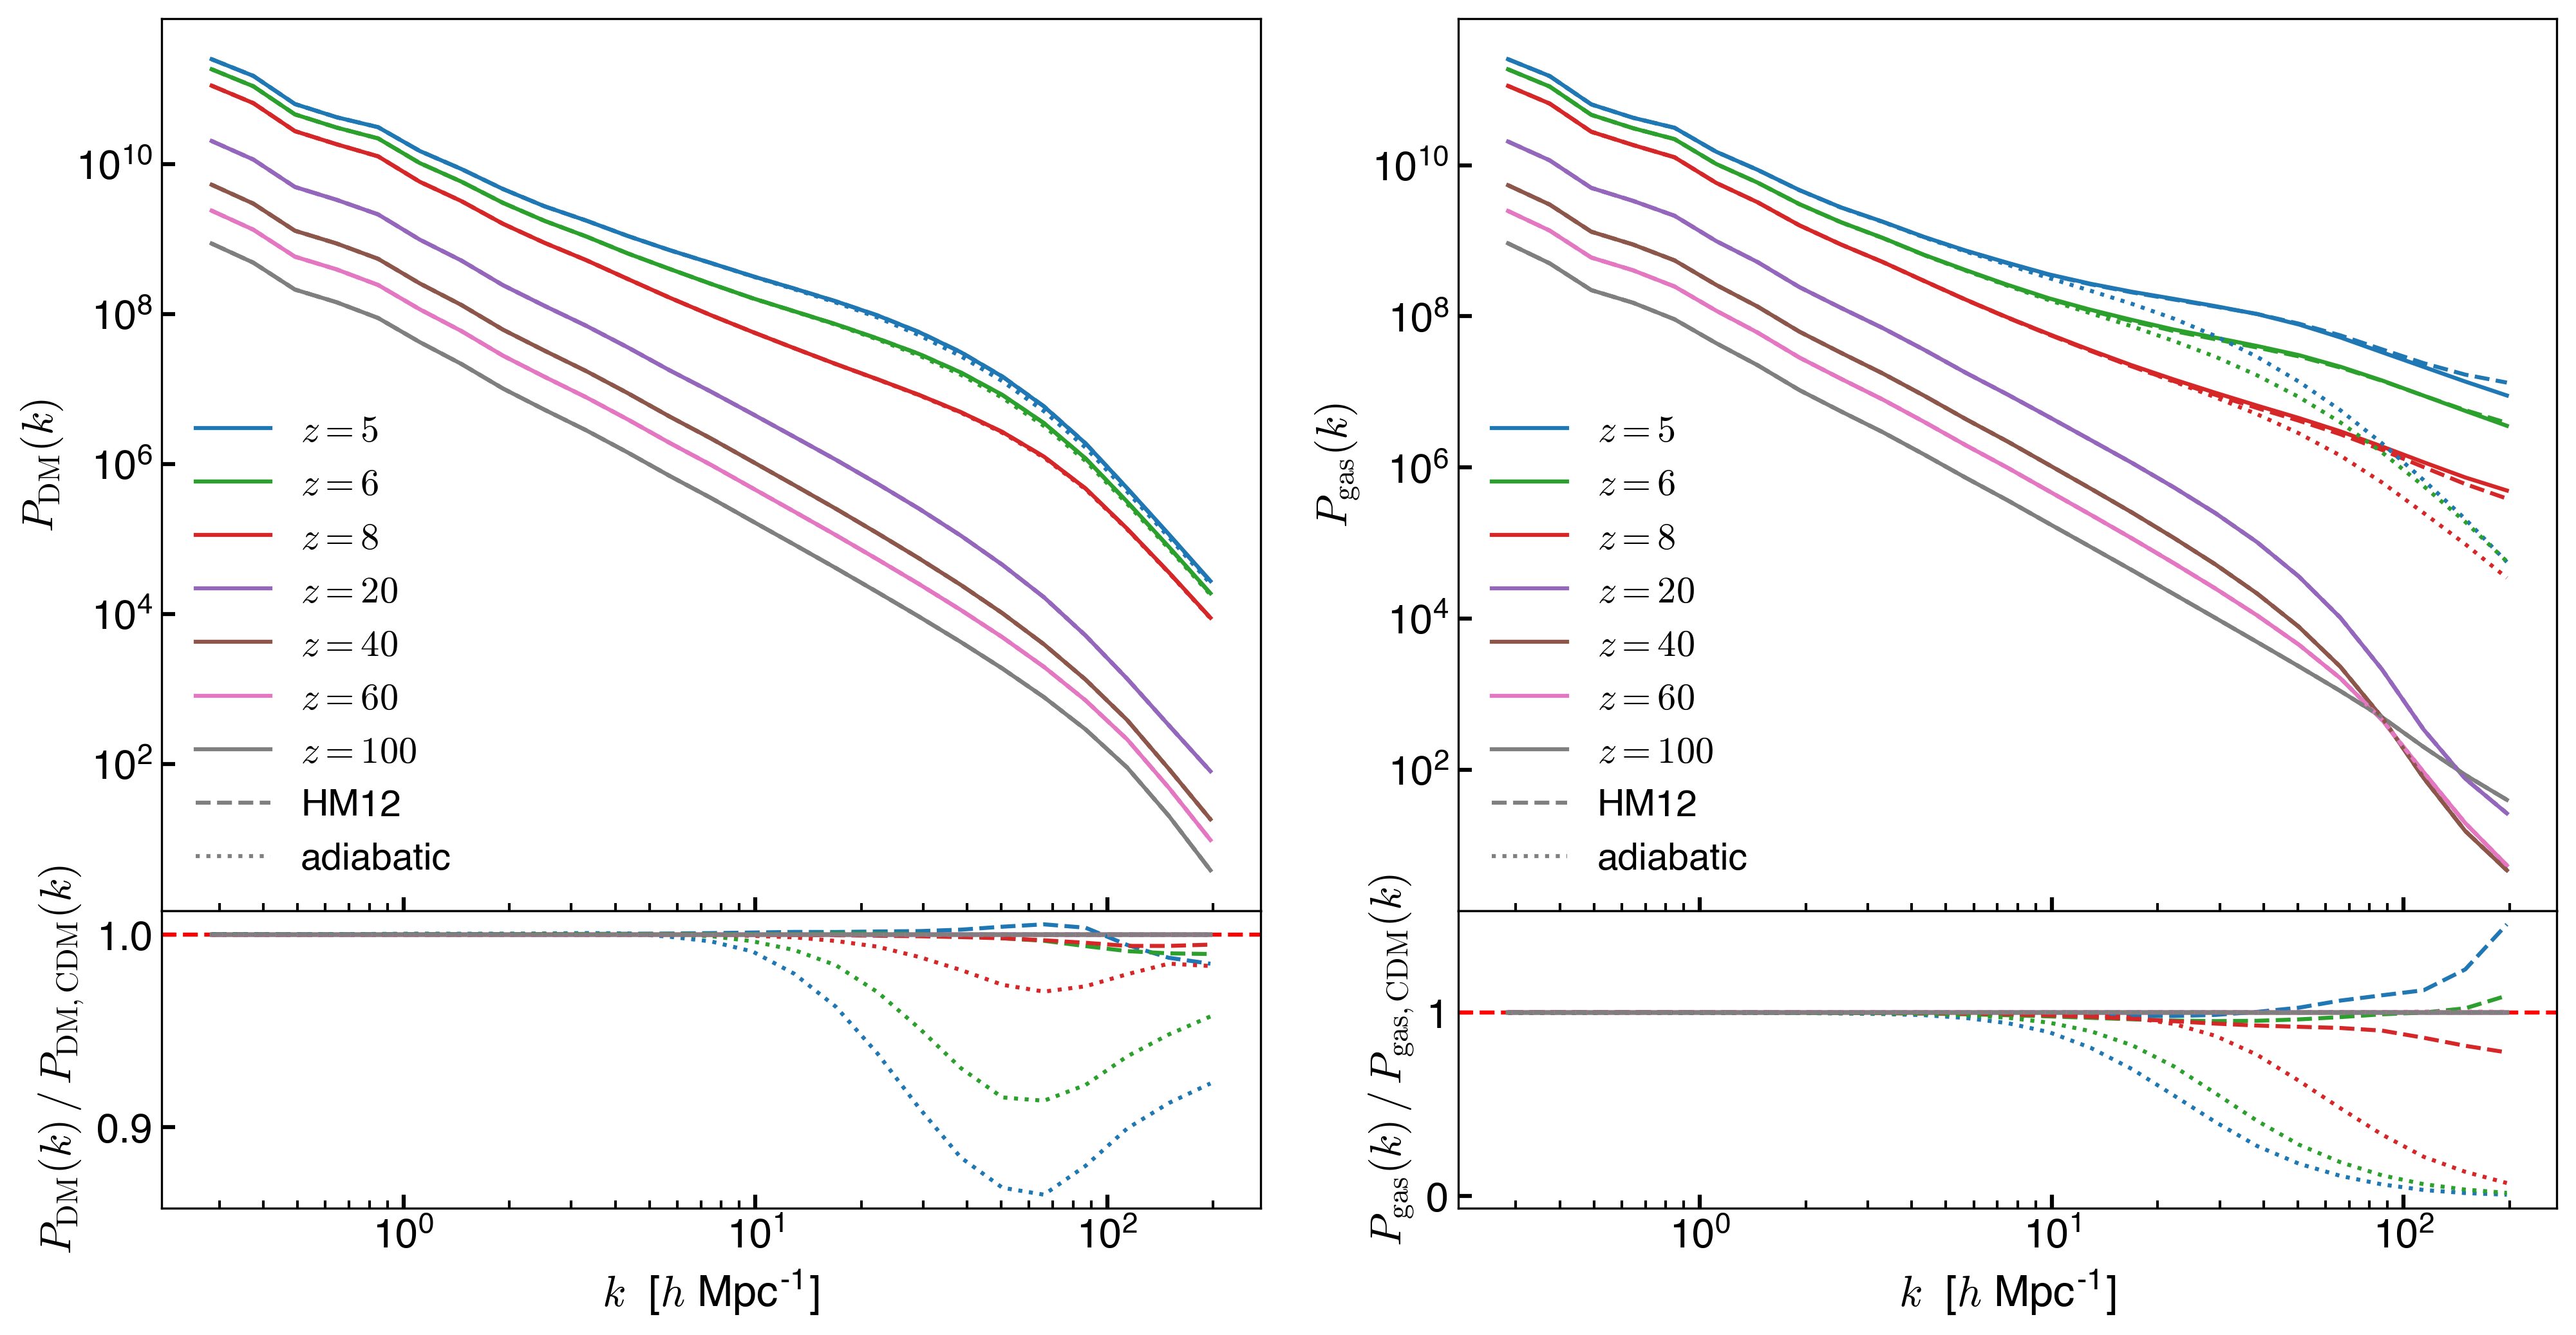 P_DM(k)
10^10
10^8
10^6
10^4
10^2
z = 5
z = 6
z = 8
z = 20
z = 40
z = 60
z = 100
HM12
adiabatic
P_DM(k) / P_DM, CDM(k)
1.0
0.9
10^0
10^1
10^2
k [h Mpc^-1]
P_gas(k)
10^10
10^8
10^6
10^4
10^2
z = 5
z = 6
z = 8
z = 20
z = 40
z = 60
z = 100
HM12
adiabatic
P_gas(k) / P_gas, CDM(k)
1
0
10^0
10^1
10^2
k [h Mpc^-1]